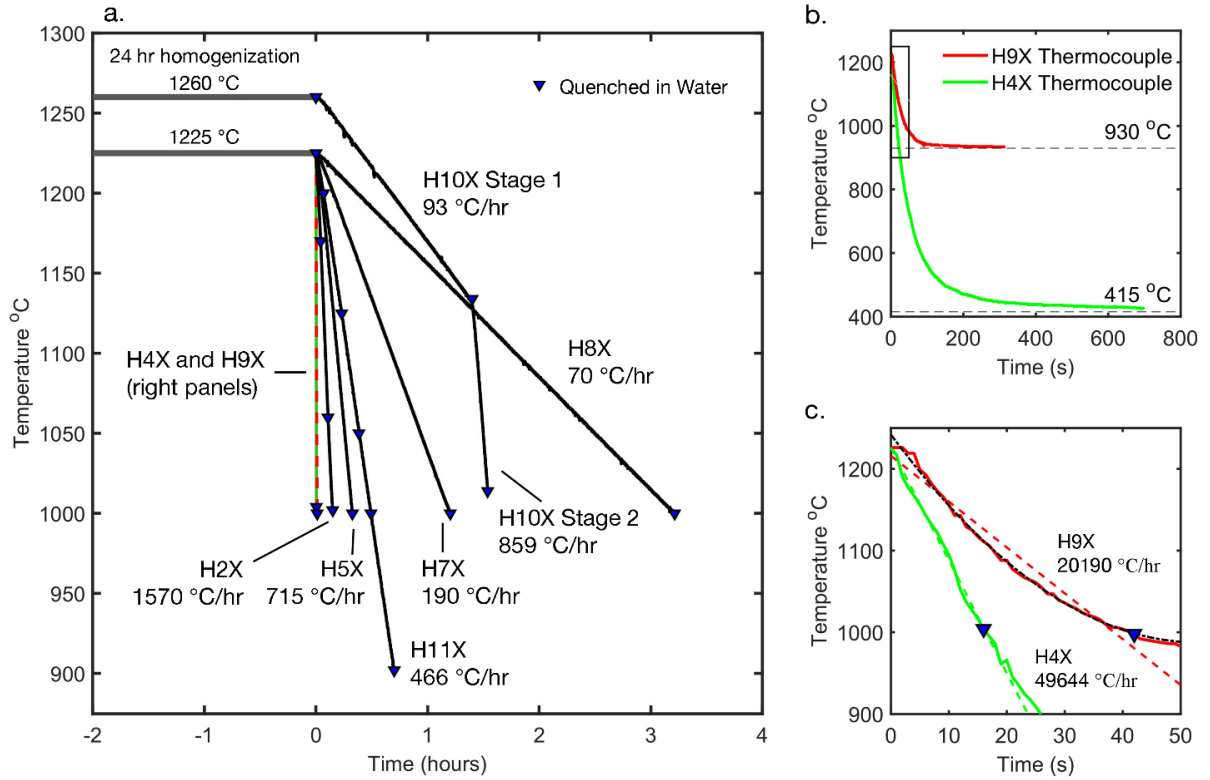 a.
24 hr homogenization
1260 °C
1225 °C
Quenched in Water
H10X Stage 1
93 °C/hr
H8X
70 °C/hr
H4X and H9X
(right panels)
H10X Stage 2
859 °C/hr
H2X
1570 °C/hr
H5X
715 °C/hr
H7X
190 °C/hr
H11X
466 °C/hr
Temperature °C
1300
1250
1200
1150
1100
1050
1000
950
900
-2
-1
0
1
2
3
4
Time (hours)
b.
H9X Thermocouple
H4X Thermocouple
930 °C
415 °C
Temperature °C
1200
1000
800
600
400
0
200
400
600
800
Time (s)
c.
H9X
20190 °C/hr
H4X
49644 °C/hr
Temperature °C
1200
1100
1000
900
0
10
20
30
40
50
Time (s)